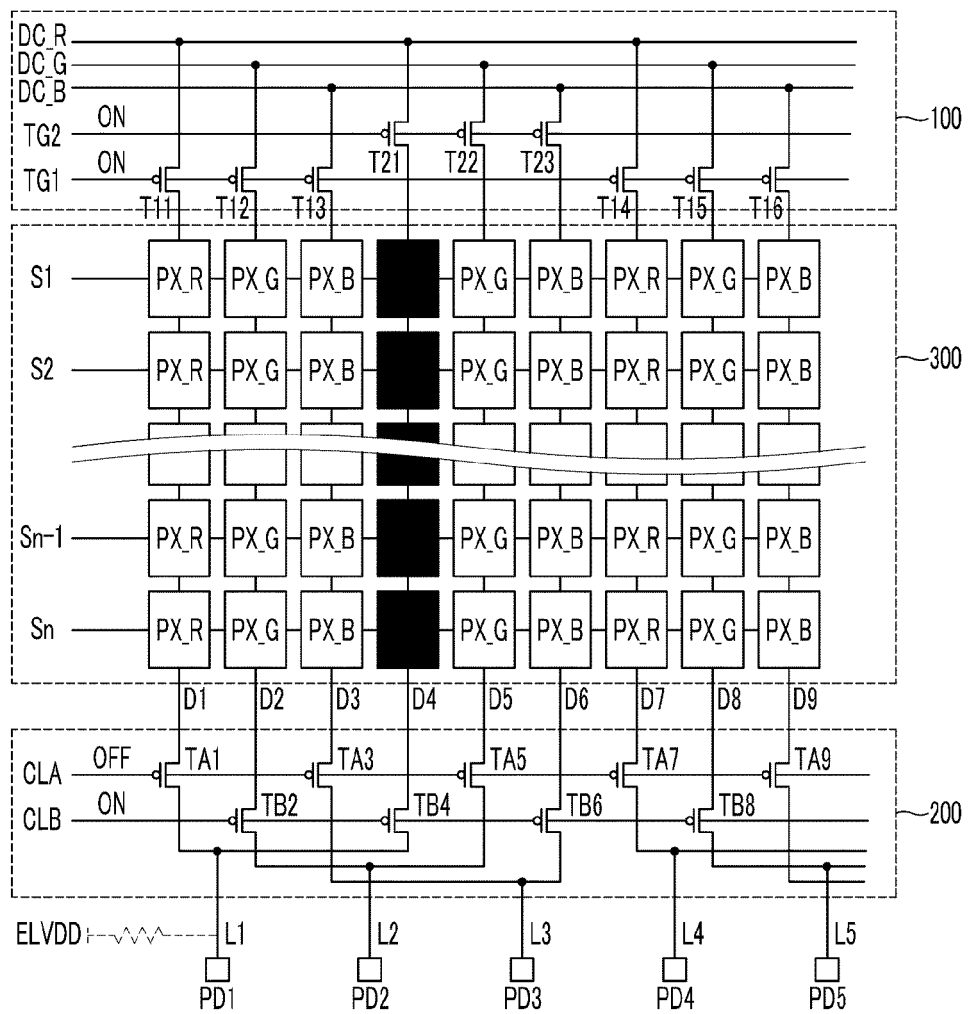 DC_R
DC_G
DC_B
TG2 ON
100
T21 T22 T23
TG1 ON
T11 T12 T13 T14 T15 T16
S1 PX_R PX_G PX_B PX_G PX_B PX_R PX_G PX_B
S2 PX_R PX_G PX_B PX_G PX_B PX_R PX_G PX_B
300
Sn-1 PX_R PX_G PX_B PX_G PX_B PX_R PX_G PX_B
Sn PX_R PX_G PX_B PX_G PX_B PX_R PX_G PX_B
D1 D2 D3 D4 D5 D6 D7 D8 D9
CLA OFF TA1 TA3 TA5 TA7 TA9
CLB ON TB2 TB4 TB6 TB8
200
ELVDD L1 L2 L3 L4 L5
PD1 PD2 PD3 PD4 PD5